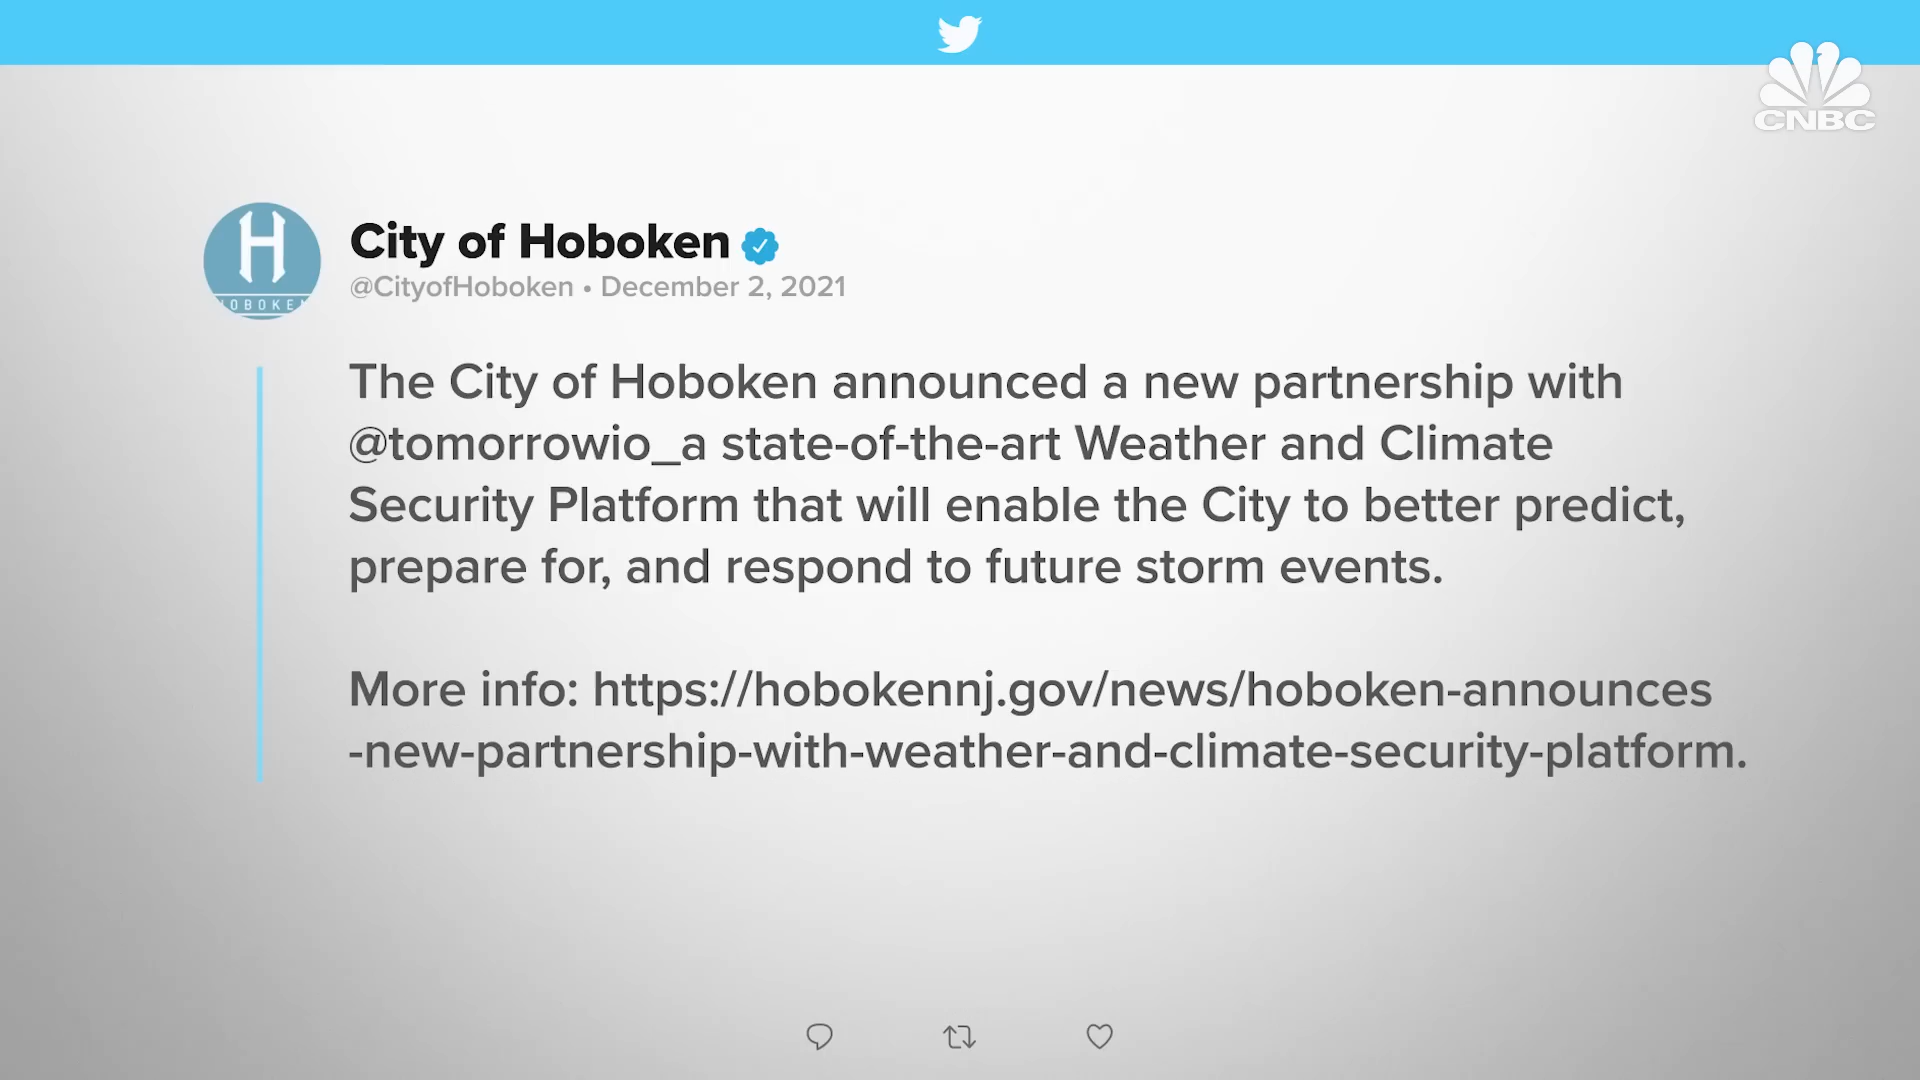 CNBC
H
HOBOKEN
City of Hoboken
@CityofHoboken • December 2, 2021
The City of Hoboken announced a new partnership with
@tomorrowio_a state-of-the-art Weather and Climate
Security Platform that will enable the City to better predict,
prepare for, and respond to future storm events.
More info: https://hobokennj.gov/news/hoboken-announces
-new-partnership-with-weather-and-climate-security-platform.